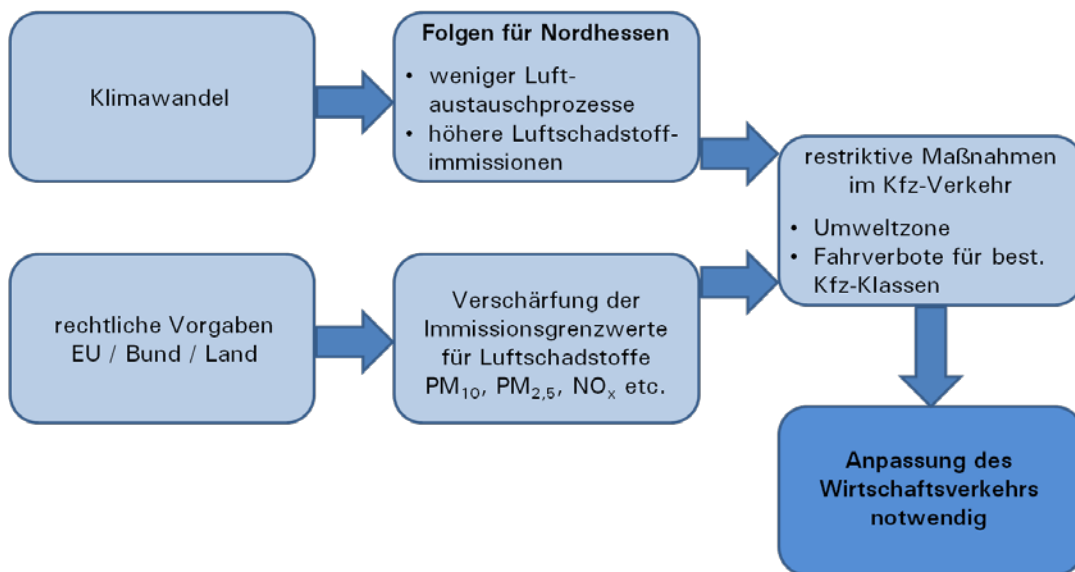 Klimawandel
Folgen für Nordhessen
• weniger Luft-
austauschprozesse
• höhere Luftschadstoff-
immissionen
rechtliche Vorgaben
EU / Bund / Land
Verschärfung der
Immissionsgrenzwerte
für Luftschadstoffe
PM₁₀, PM₂,₅, NOₓ etc.
restriktive Maßnahmen
im Kfz-Verkehr
• Umweltzone
• Fahrverbote für best.
Kfz-Klassen
Anpassung des
Wirtschaftsverkehrs
notwendig